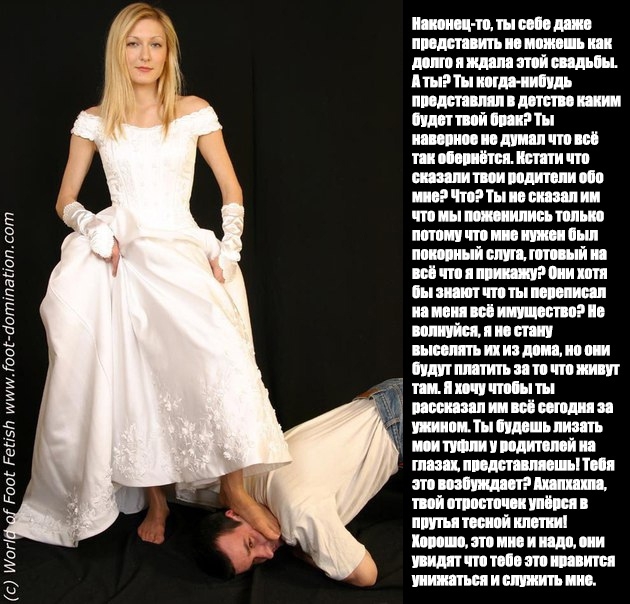 Наконец-то, ты себе даже
представить не можешь как
долго я ждала этой свадьбы.
А ты? Ты когда-нибудь
представлял в детстве каким
будет твой брак? Ты
наверное не думал что всё
так обернётся. Кстати что
сказали твои родители обо
мне? Что? Ты не сказал им
что мы поженились только
потому что мне нужен был
покорный слуга, готовый на
всё что я прикажу? Они хотя
бы знают что ты переписал
на меня всё имущество? Не
волнуйся, я не стану
выселять их из дома, но они
будут платить за то что живут
там. Я хочу чтобы ты
рассказал им всё сегодня за
ужином. Ты будешь лизать
мои туфли у родителей на
глазах, представляешь! Тебя
это возбуждает? Ахапхахпа,
твой отросточек упёрся в
прутья тесной клетки!
Хорошо, это мне и надо, они
увидят что тебе это нравится
унижаться и служить мне.
(c) World of Foot Fetish www.foot-domination.com